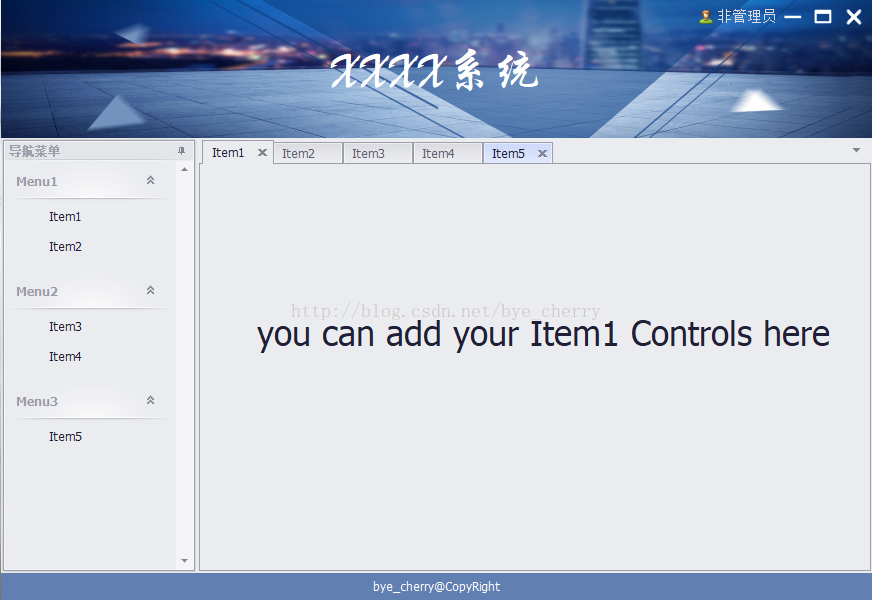 非管理员
XXXX系统
导航菜单
Menu1
Item1
Item2
Menu2
Item3
Item4
Menu3
Item5
Item1 Item2 Item3 Item4 Item5
http://blog.csdn.net/bye_cherry
you can add your Item1 Controls here
bye_cherry@CopyRight